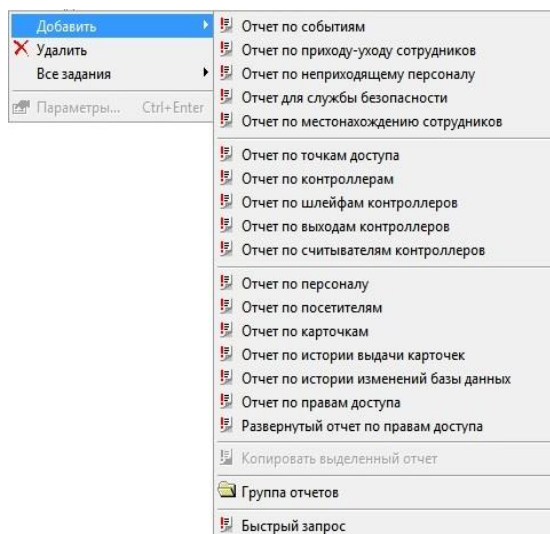 Добавить
Удалить
Все задания
Параметры... Ctrl+Enter
Отчет по событиям
Отчет по приходу-уходу сотрудников
Отчет по неприходящему персоналу
Отчет для службы безопасности
Отчет по местонахождению сотрудников
Отчет по точкам доступа
Отчет по контроллерам
Отчет по шлейфам контроллеров
Отчет по выходам контроллеров
Отчет по считывателям контроллеров
Отчет по персоналу
Отчет по посетителям
Отчет по карточкам
Отчет по истории выдачи карточек
Отчет по истории изменений базы данных
Отчет по правам доступа
Развернутый отчет по правам доступа
Копировать выделенный отчет
Группа отчетов
Быстрый запрос